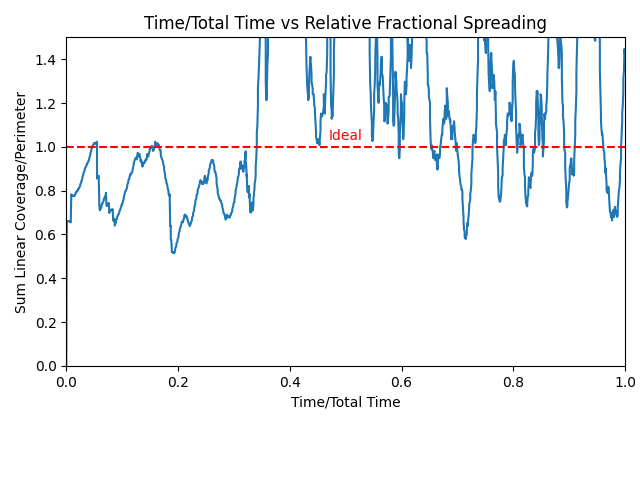 Time/Total Time vs Relative Fractional Spreading
Sum Linear Coverage/Perimeter
1.4
1.2
1.0
0.8
0.6
0.4
0.2
0.0
Ideal
0.0 0.2 0.4 0.6 0.8 1.0
Time/Total Time